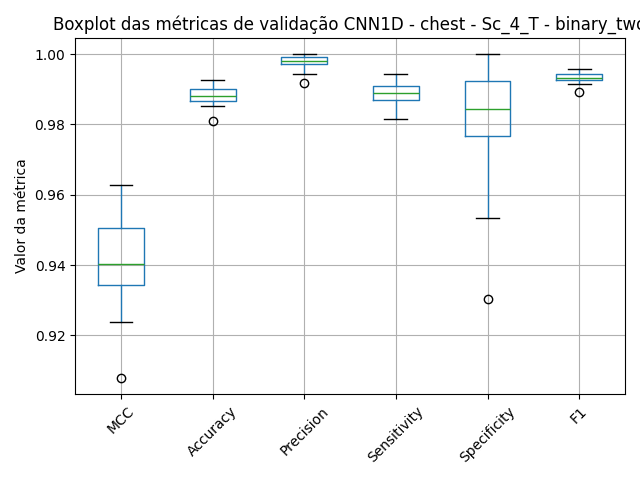 Boxplot das métricas de validação CNN1D - chest - Sc_4_T - binary_two
Valor da métrica
1.00
0.98
0.96
0.94
0.92
MCC
Accuracy
Precision
Sensitivity
Specificity
F1